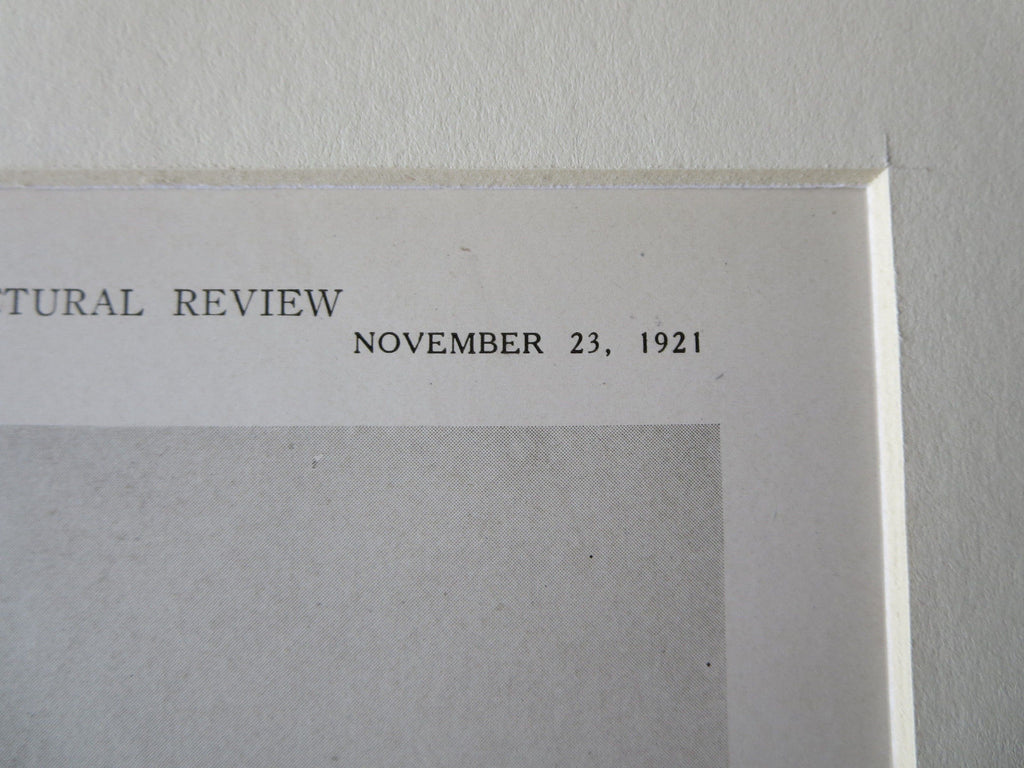 CTURAL REVIEW
NOVEMBER 23, 1921